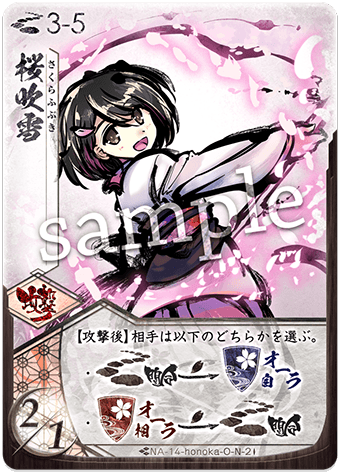 3-5
桜吹雪
さくらふぶき
sample
攻撃
【攻撃後】相手は以下のどちらかを選ぶ。
・間合 自オーラ
・相オーラ 間合
2/1
NA-14-honoka-O-N-2